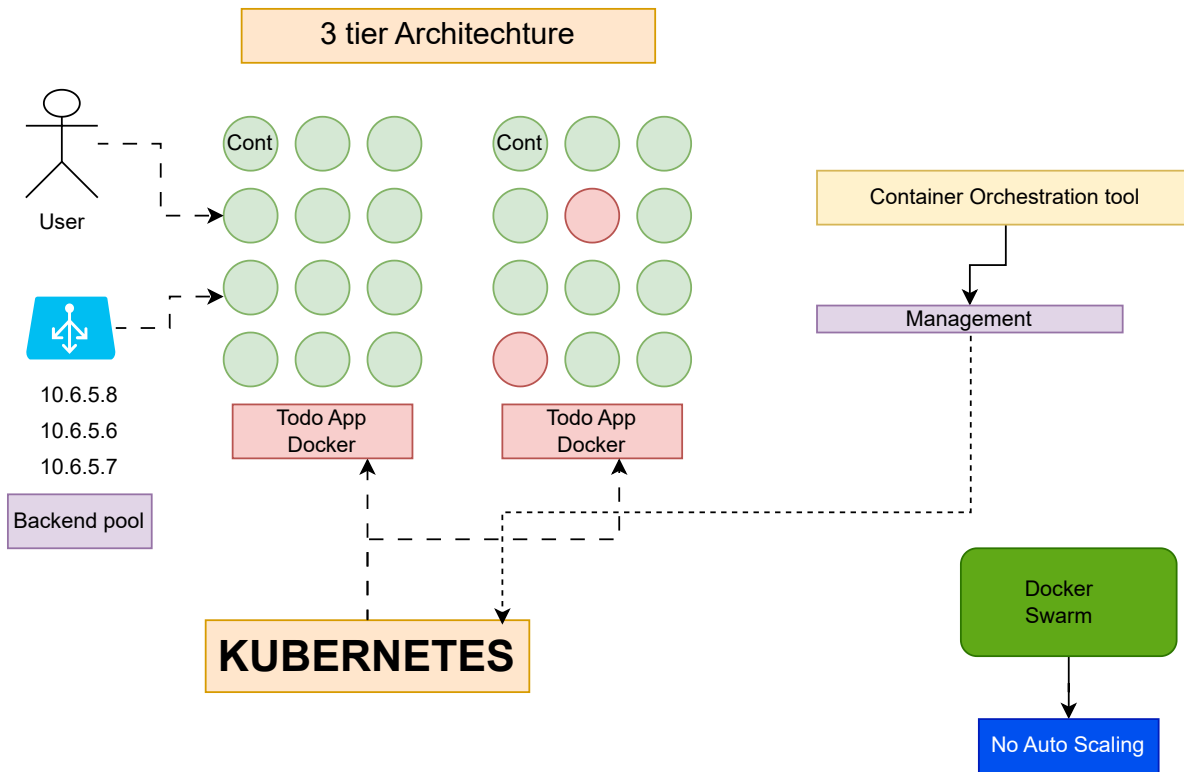 3 tier Architechture
Cont
Cont
User
Container Orchestration tool
Management
10.6.5.8
10.6.5.6
10.6.5.7
Backend pool
Todo App
Docker
Todo App
Docker
KUBERNETES
Docker
Swarm
No Auto Scaling